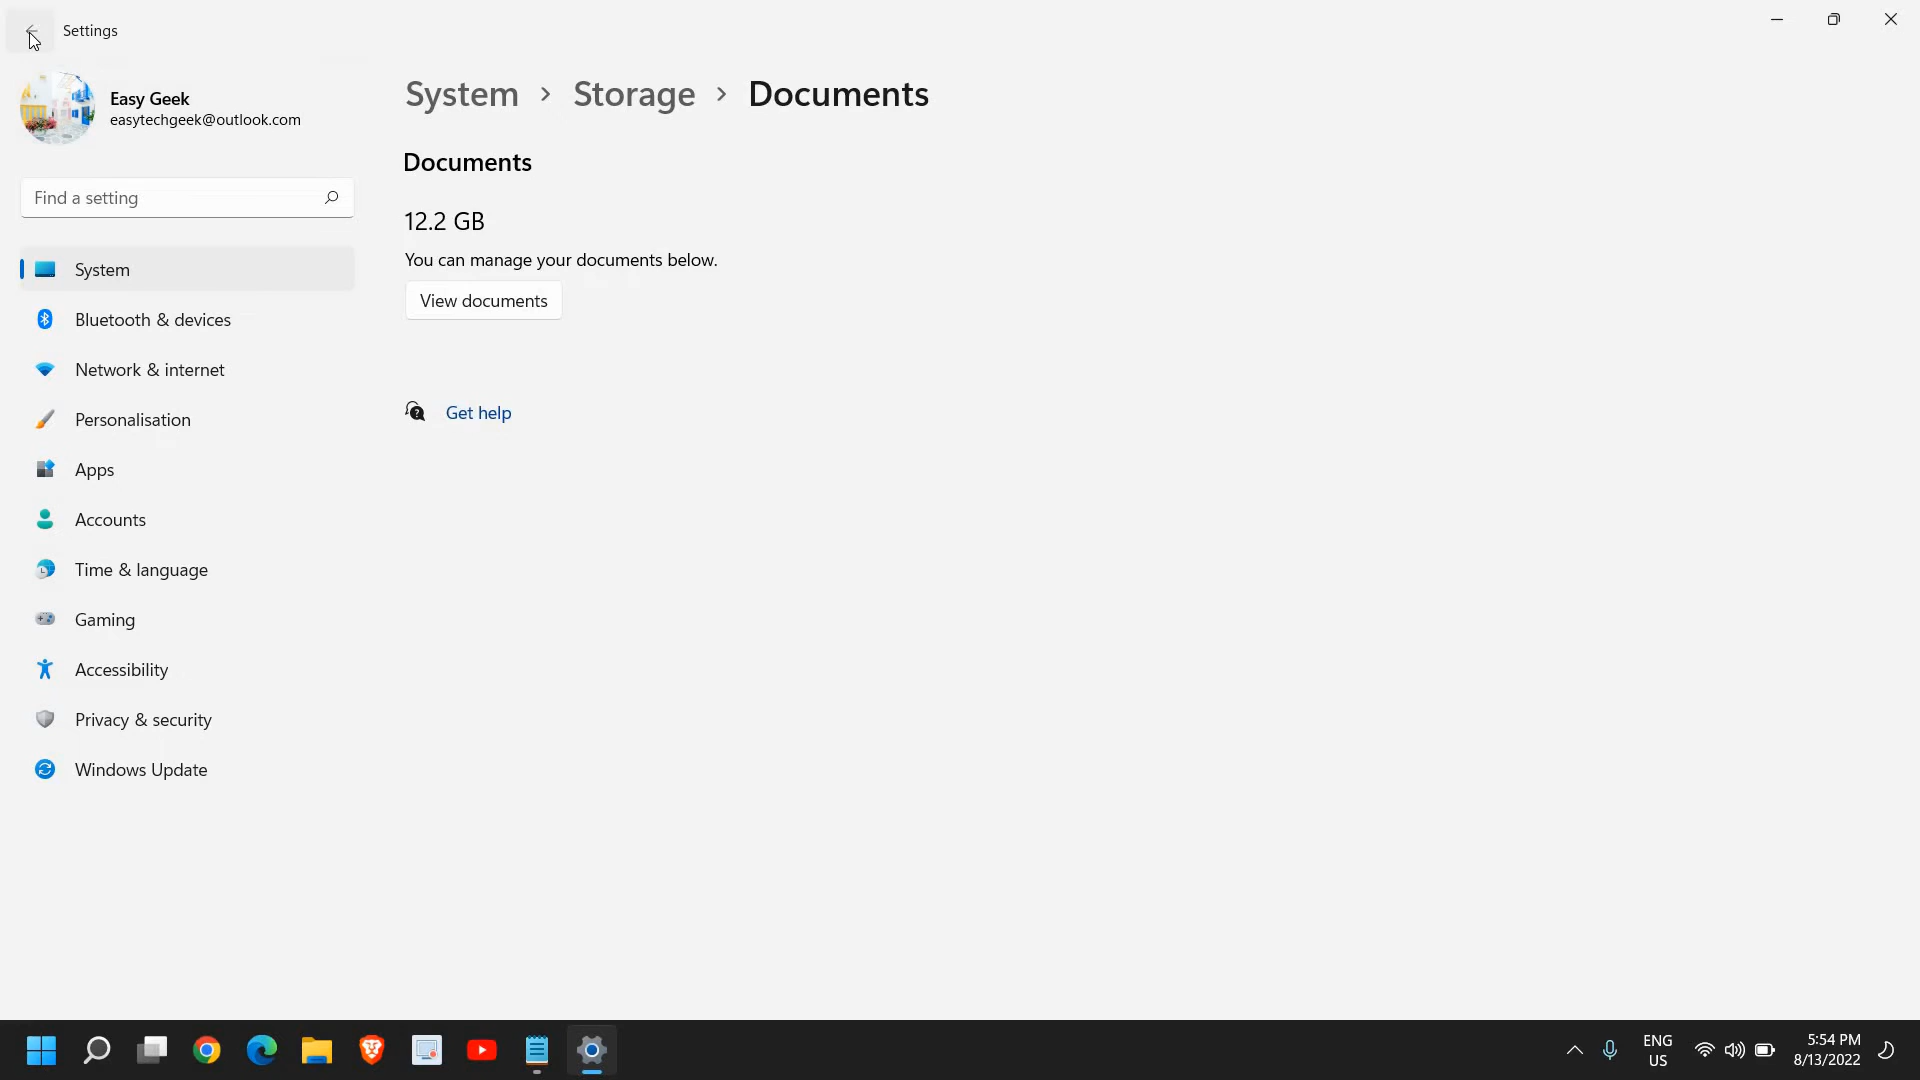 Settings
Easy Geek
easytechgeek@outlook.com
Find a setting
System
Bluetooth & devices
Network & internet
Personalisation
Apps
Accounts
Time & language
Gaming
Accessibility
Privacy & security
Windows Update
System > Storage > Documents
Documents
12.2 GB
You can manage your documents below.
View documents
Get help
ENG
US
5:54 PM
8/13/2022